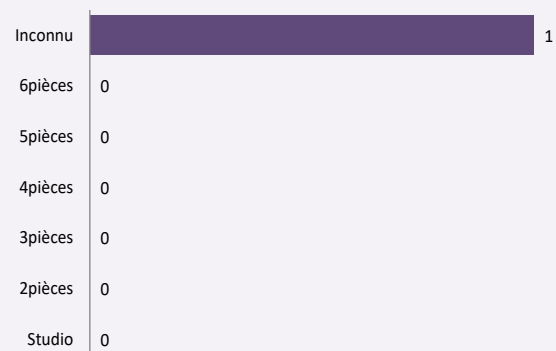 Inconnu 1
6pièces 0
5pièces 0
4pièces 0
3pièces 0
2pièces 0
Studio 0